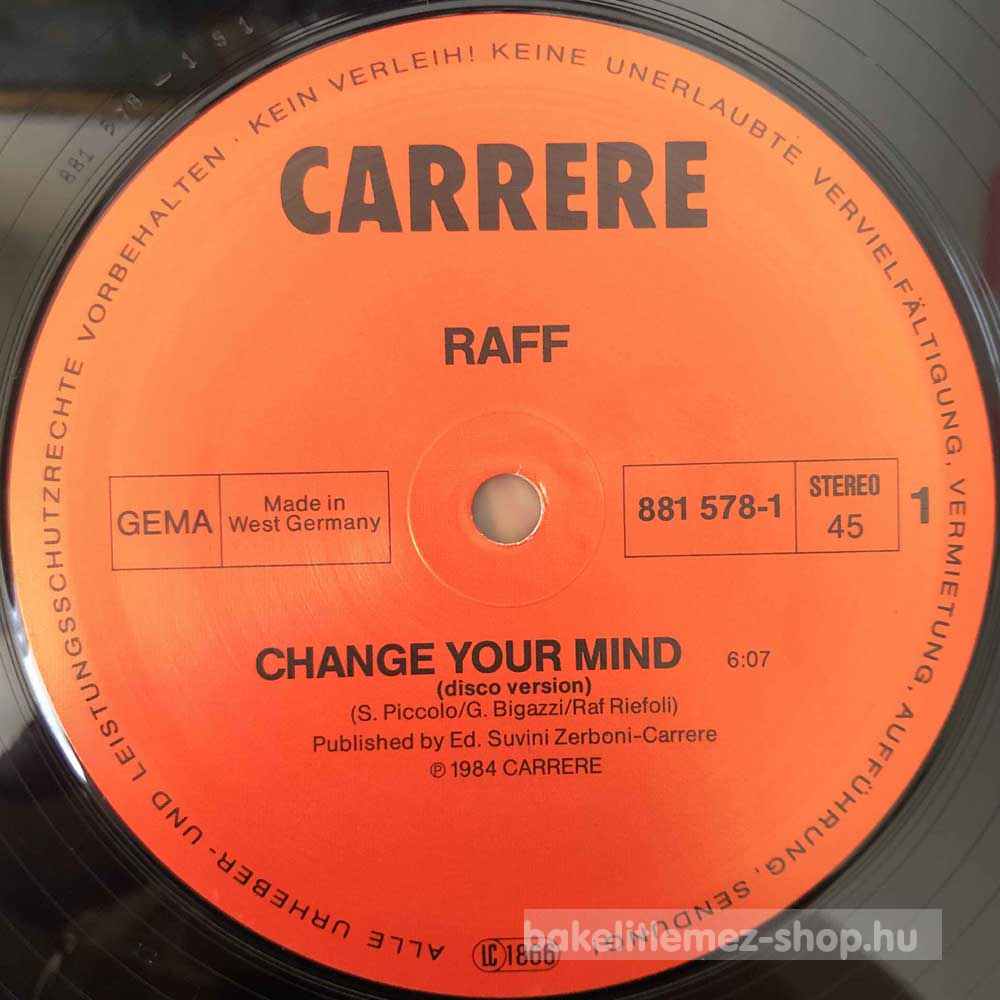 881 578 - 1 S1
ALLE URHEBER- UND LEISTUNGSSCHUTZRECHTE VORBEHALTEN · KEIN VERLEIH! KEINE UNERLAUBTE VERVIELFÄLTIGUNG, VERMIETUNG, AUFFÜHRUNG, SENDUNG!
CARRERE
RAFF
GEMA
Made in
West Germany
881 578-1
STEREO
45
1
CHANGE YOUR MIND 6:07
(disco version)
(S. Piccolo/G. Bigazzi/Raf Riefoli)
Published by Ed. Suvini Zerboni-Carrere
℗ 1984 CARRERE
LC 1866
bakelitlemez-shop.hu